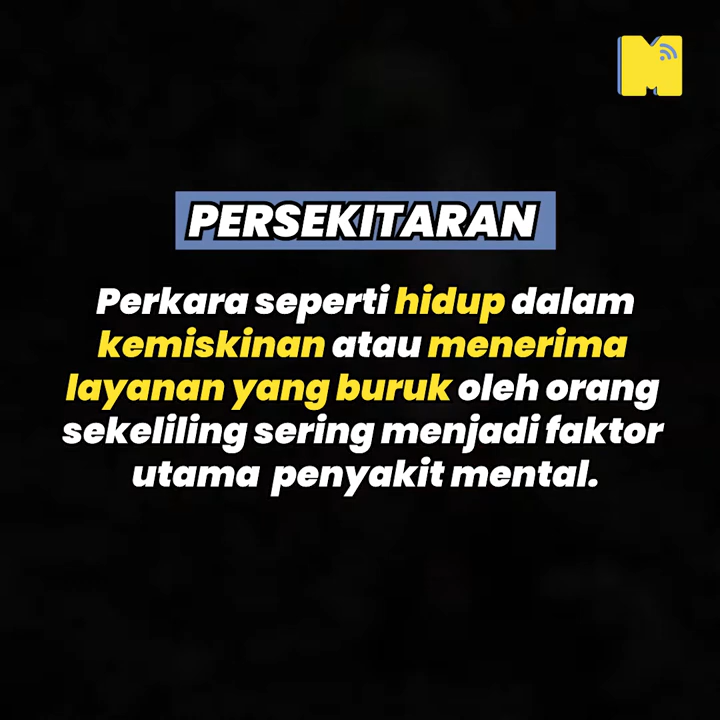 M
PERSEKITARAN
Perkara seperti hidup dalam
kemiskinan atau menerima
layanan yang buruk oleh orang
sekeliling sering menjadi faktor
utama penyakit mental.